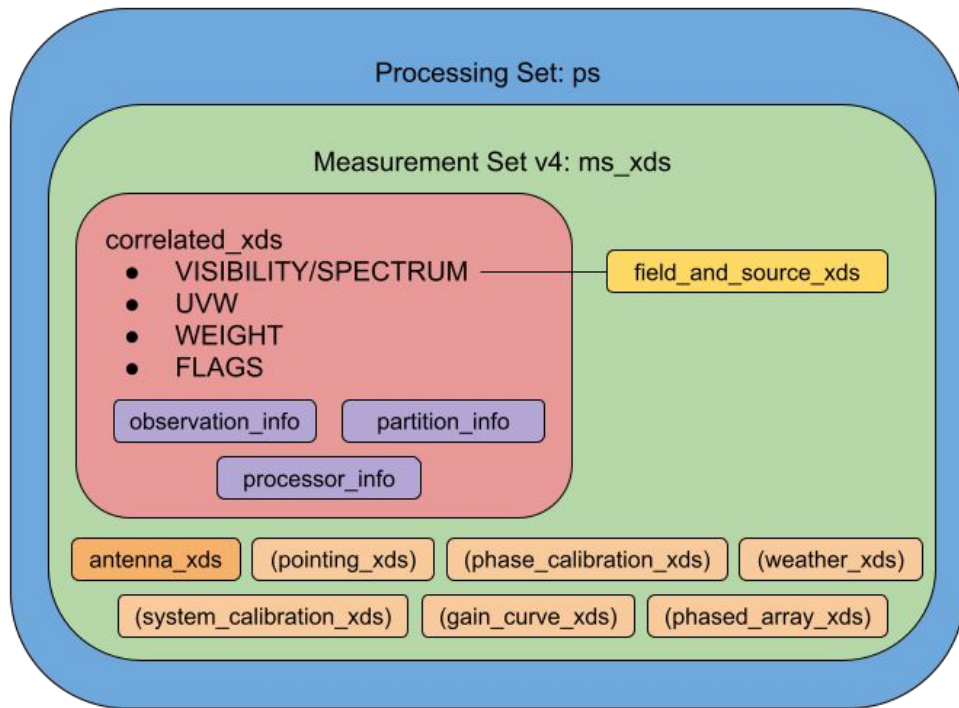 Processing Set: ps
Measurement Set v4: ms_xds
correlated_xds
● VISIBILITY/SPECTRUM
field_and_source_xds
● UVW
● WEIGHT
● FLAGS
observation_info
partition_info
processor_info
antenna_xds
(pointing_xds)
(phase_calibration_xds)
(weather_xds)
(system_calibration_xds)
(gain_curve_xds)
(phased_array_xds)